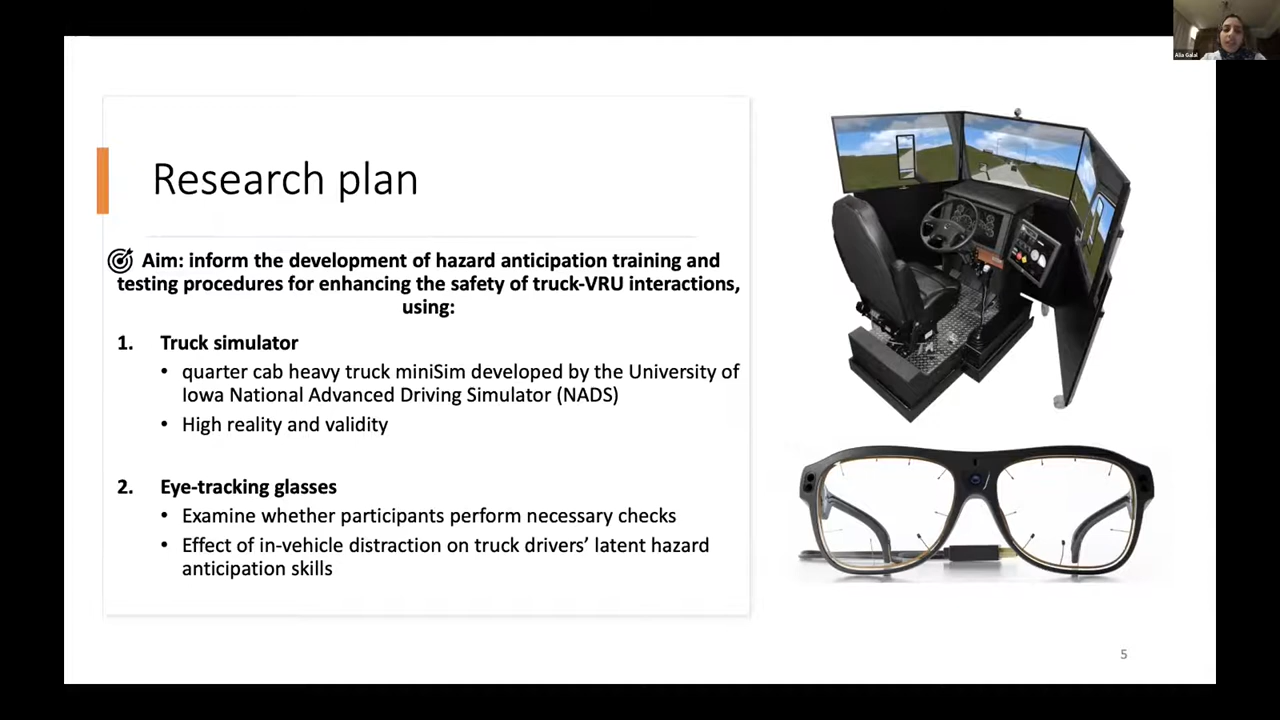 Alia Galal
Research plan
Aim: inform the development of hazard anticipation training and
testing procedures for enhancing the safety of truck-VRU interactions,
using:
1. Truck simulator
• quarter cab heavy truck miniSim developed by the University of
Iowa National Advanced Driving Simulator (NADS)
• High reality and validity
2. Eye-tracking glasses
• Examine whether participants perform necessary checks
• Effect of in-vehicle distraction on truck drivers’ latent hazard
anticipation skills
5